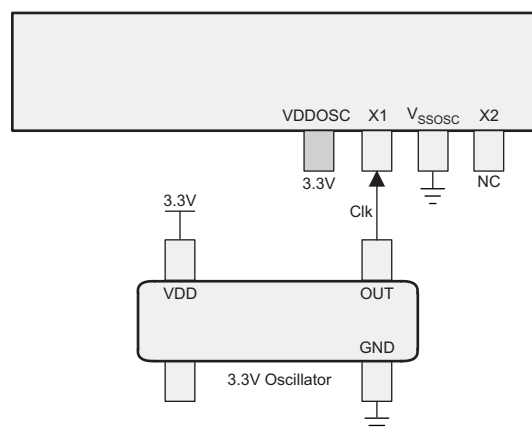 VDDOSC X1 VSSOSC X2
3.3V NC
3.3V Clk
VDD OUT
GND
3.3V Oscillator